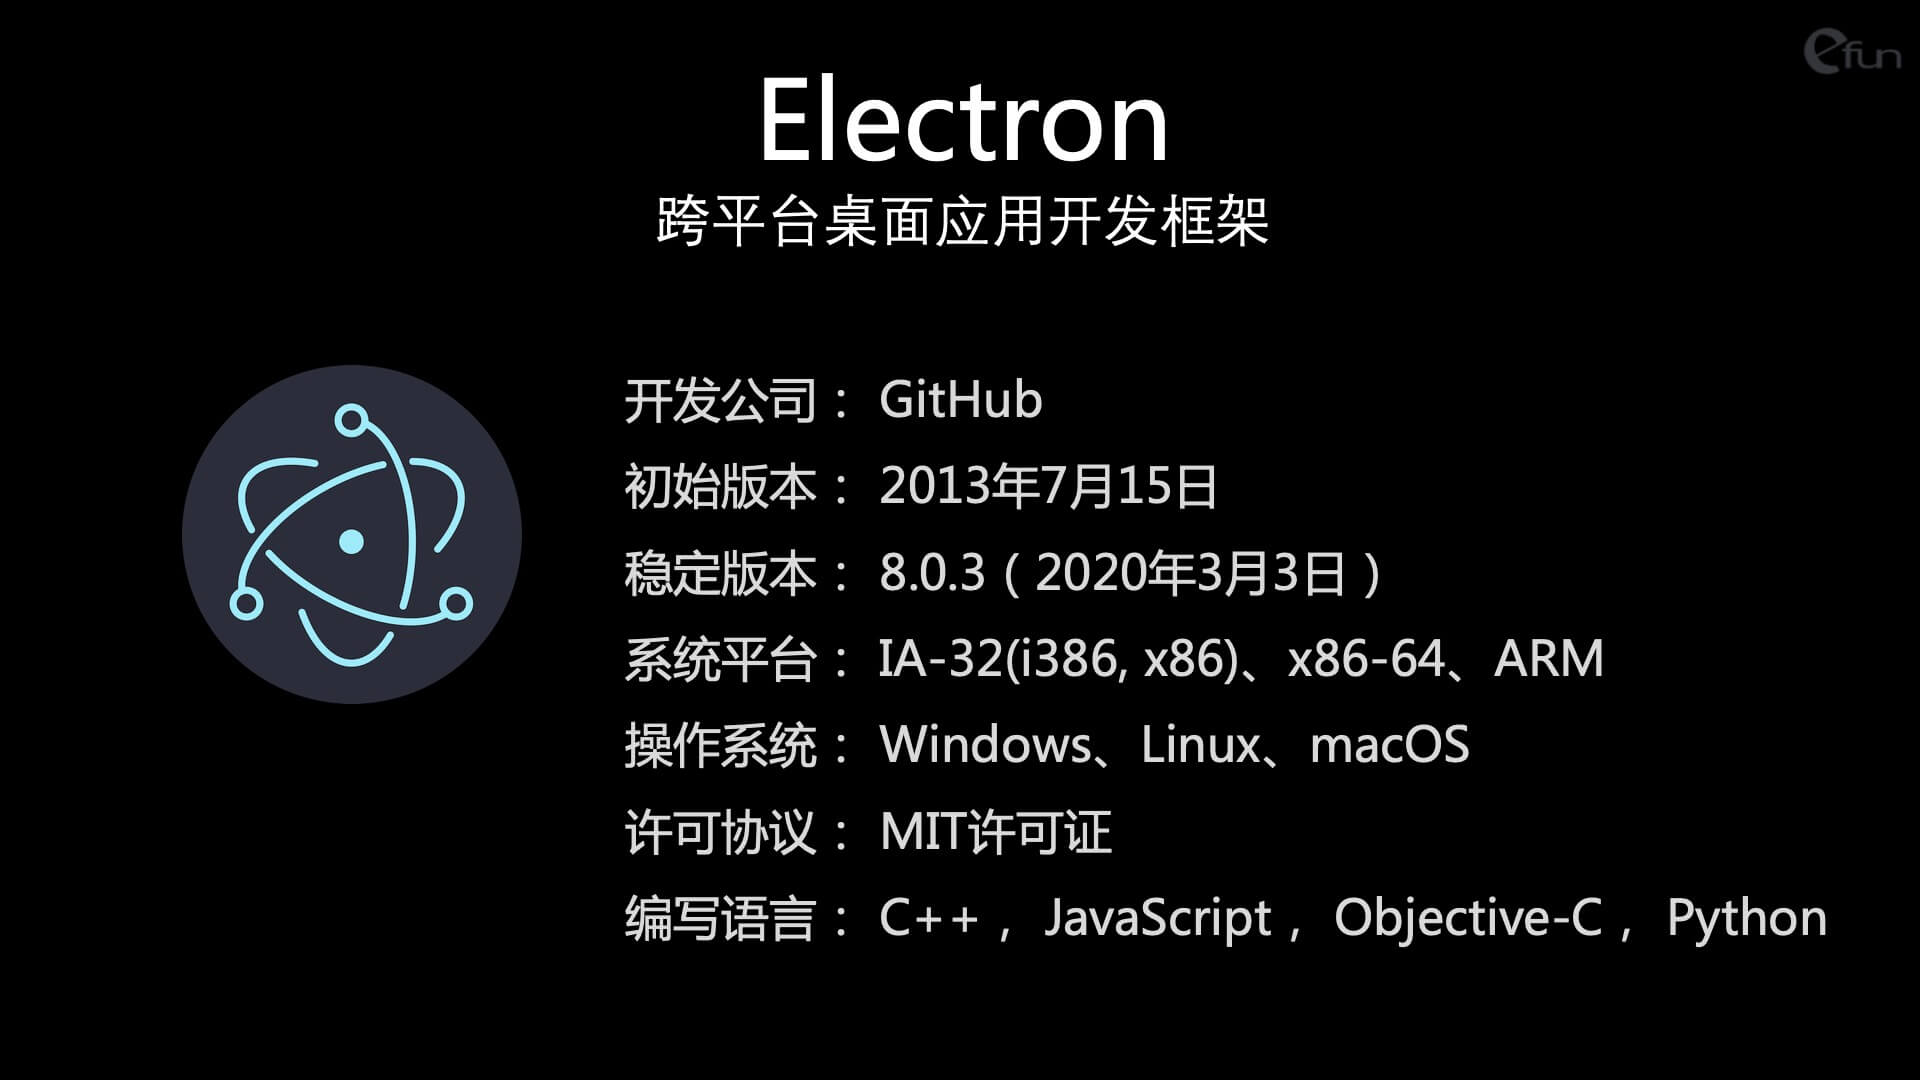 efun
Electron
跨平台桌面应用开发框架
开发公司： GitHub
初始版本： 2013年7月15日
稳定版本： 8.0.3（2020年3月3日）
系统平台： IA-32(i386, x86)、x86-64、ARM
操作系统： Windows、Linux、macOS
许可协议： MIT许可证
编写语言： C++， JavaScript， Objective-C， Python